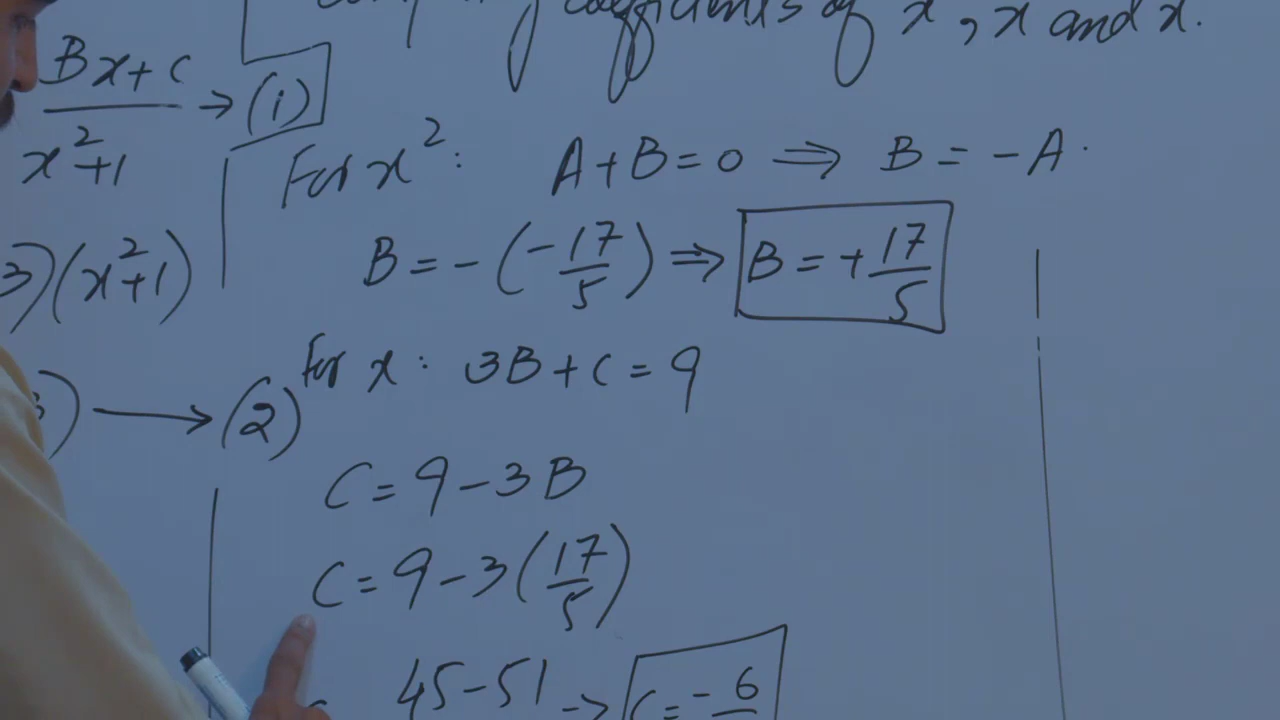 coefficients of x, x and x.
Bx+C
x²+1 → (i)
For x²: A+B=0 ⇒ B=-A.
3)(x²+1)
B=-(-17/5) ⇒ B=+17/5
For x: 3B+C=9
) → (2)
C=9-3B
C=9-3(17/5)
45-51 → C=-6